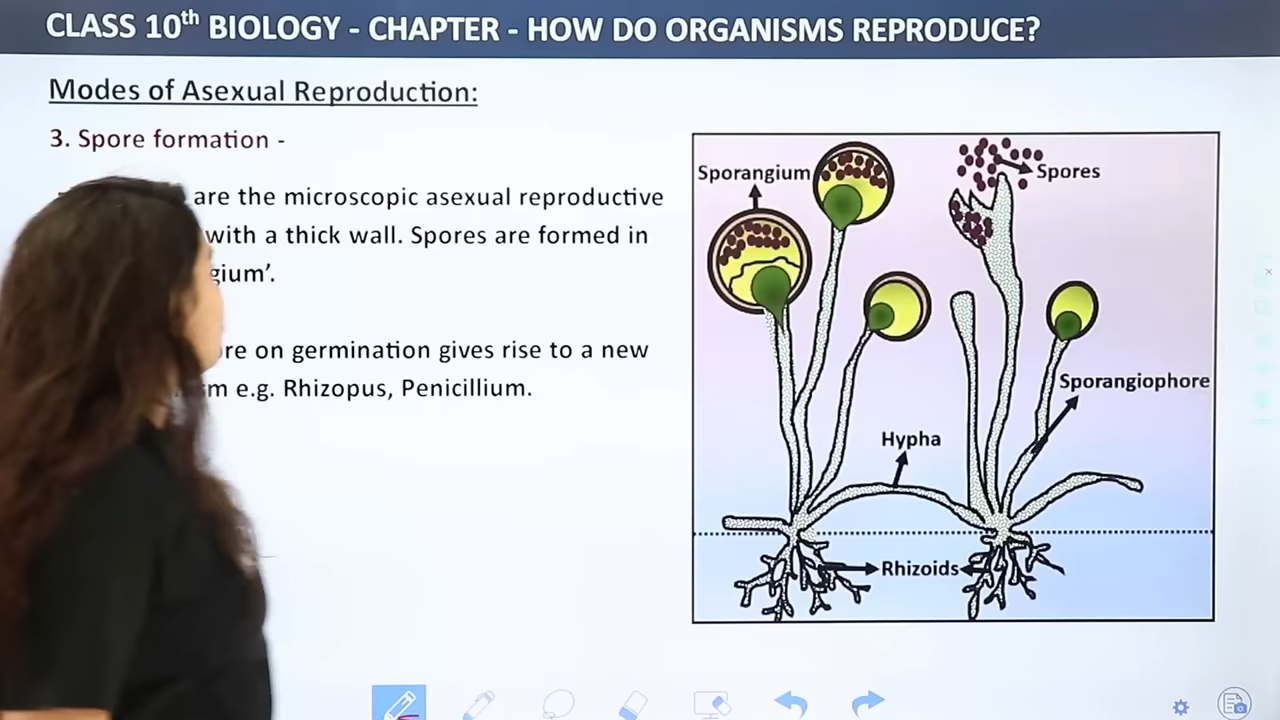 CLASS 10th BIOLOGY - CHAPTER - HOW DO ORGANISMS REPRODUCE?
Modes of Asexual Reproduction:
3. Spore formation -
are the microscopic asexual reproductive
with a thick wall. Spores are formed in
gium’.
re on germination gives rise to a new
m e.g. Rhizopus, Penicillium.
Sporangium
Spores
Sporangiophore
Hypha
Rhizoids